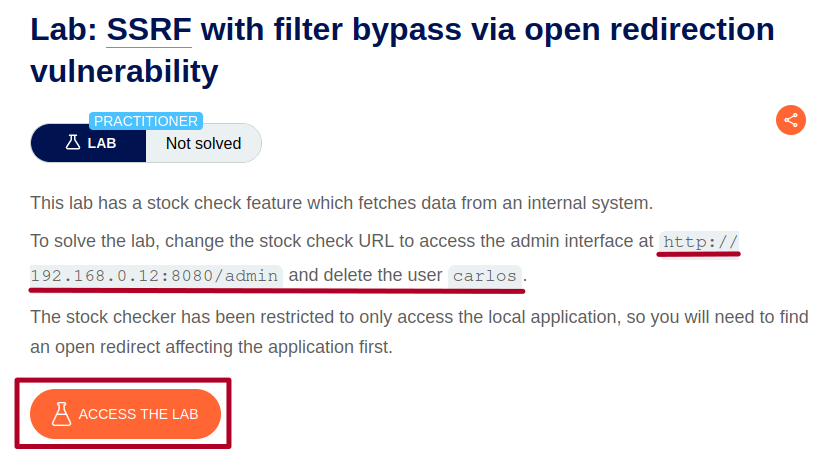 Lab: SSRF with filter bypass via open redirection
vulnerability
PRACTITIONER
LAB Not solved
This lab has a stock check feature which fetches data from an internal system.
To solve the lab, change the stock check URL to access the admin interface at http://
192.168.0.12:8080/admin and delete the user carlos.
The stock checker has been restricted to only access the local application, so you will need to find
an open redirect affecting the application first.
ACCESS THE LAB